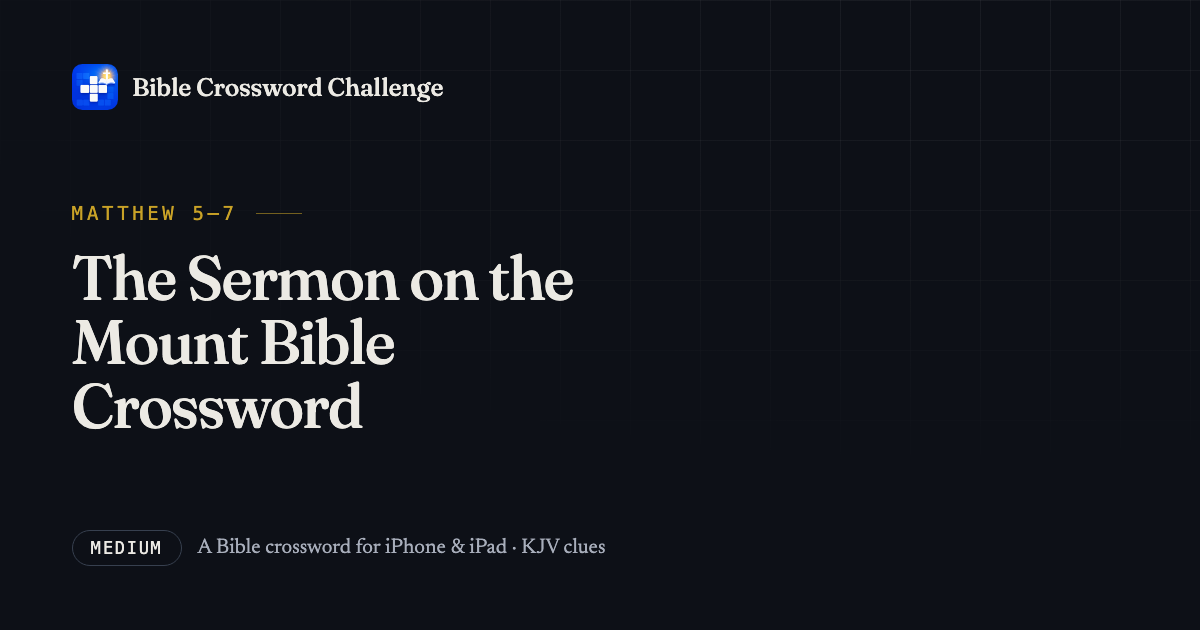 Bible Crossword Challenge
MATTHEW 5–7
The Sermon on the
Mount Bible
Crossword
MEDIUM
A Bible crossword for iPhone & iPad · KJV clues